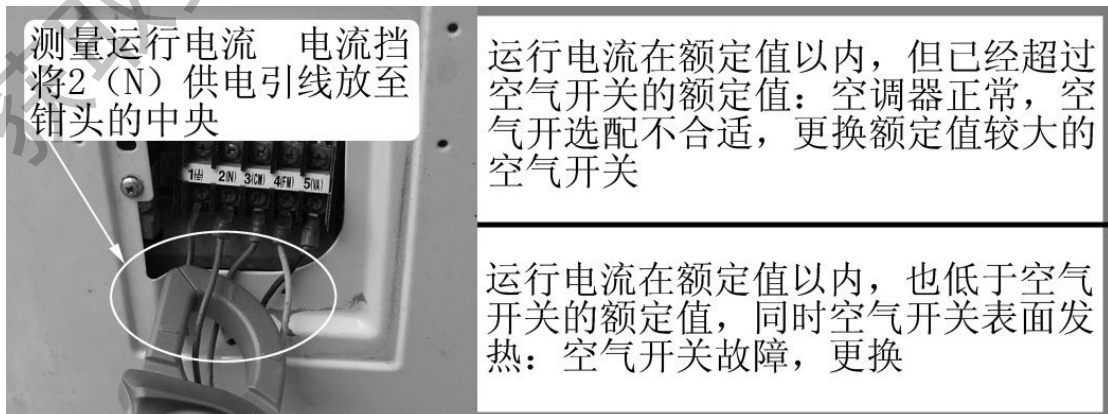 测量运行电流　电流挡
将2（N）供电引线放至
钳头的中央
1 2(N) 3(CM) 4(FM) 5(VA)
运行电流在额定值以内，但已经超过
空气开关的额定值：空调器正常，空
气开选配不合适，更换额定值较大的
空气开关
运行电流在额定值以内，也低于空气
开关的额定值，同时空气开关表面发
热：空气开关故障，更换